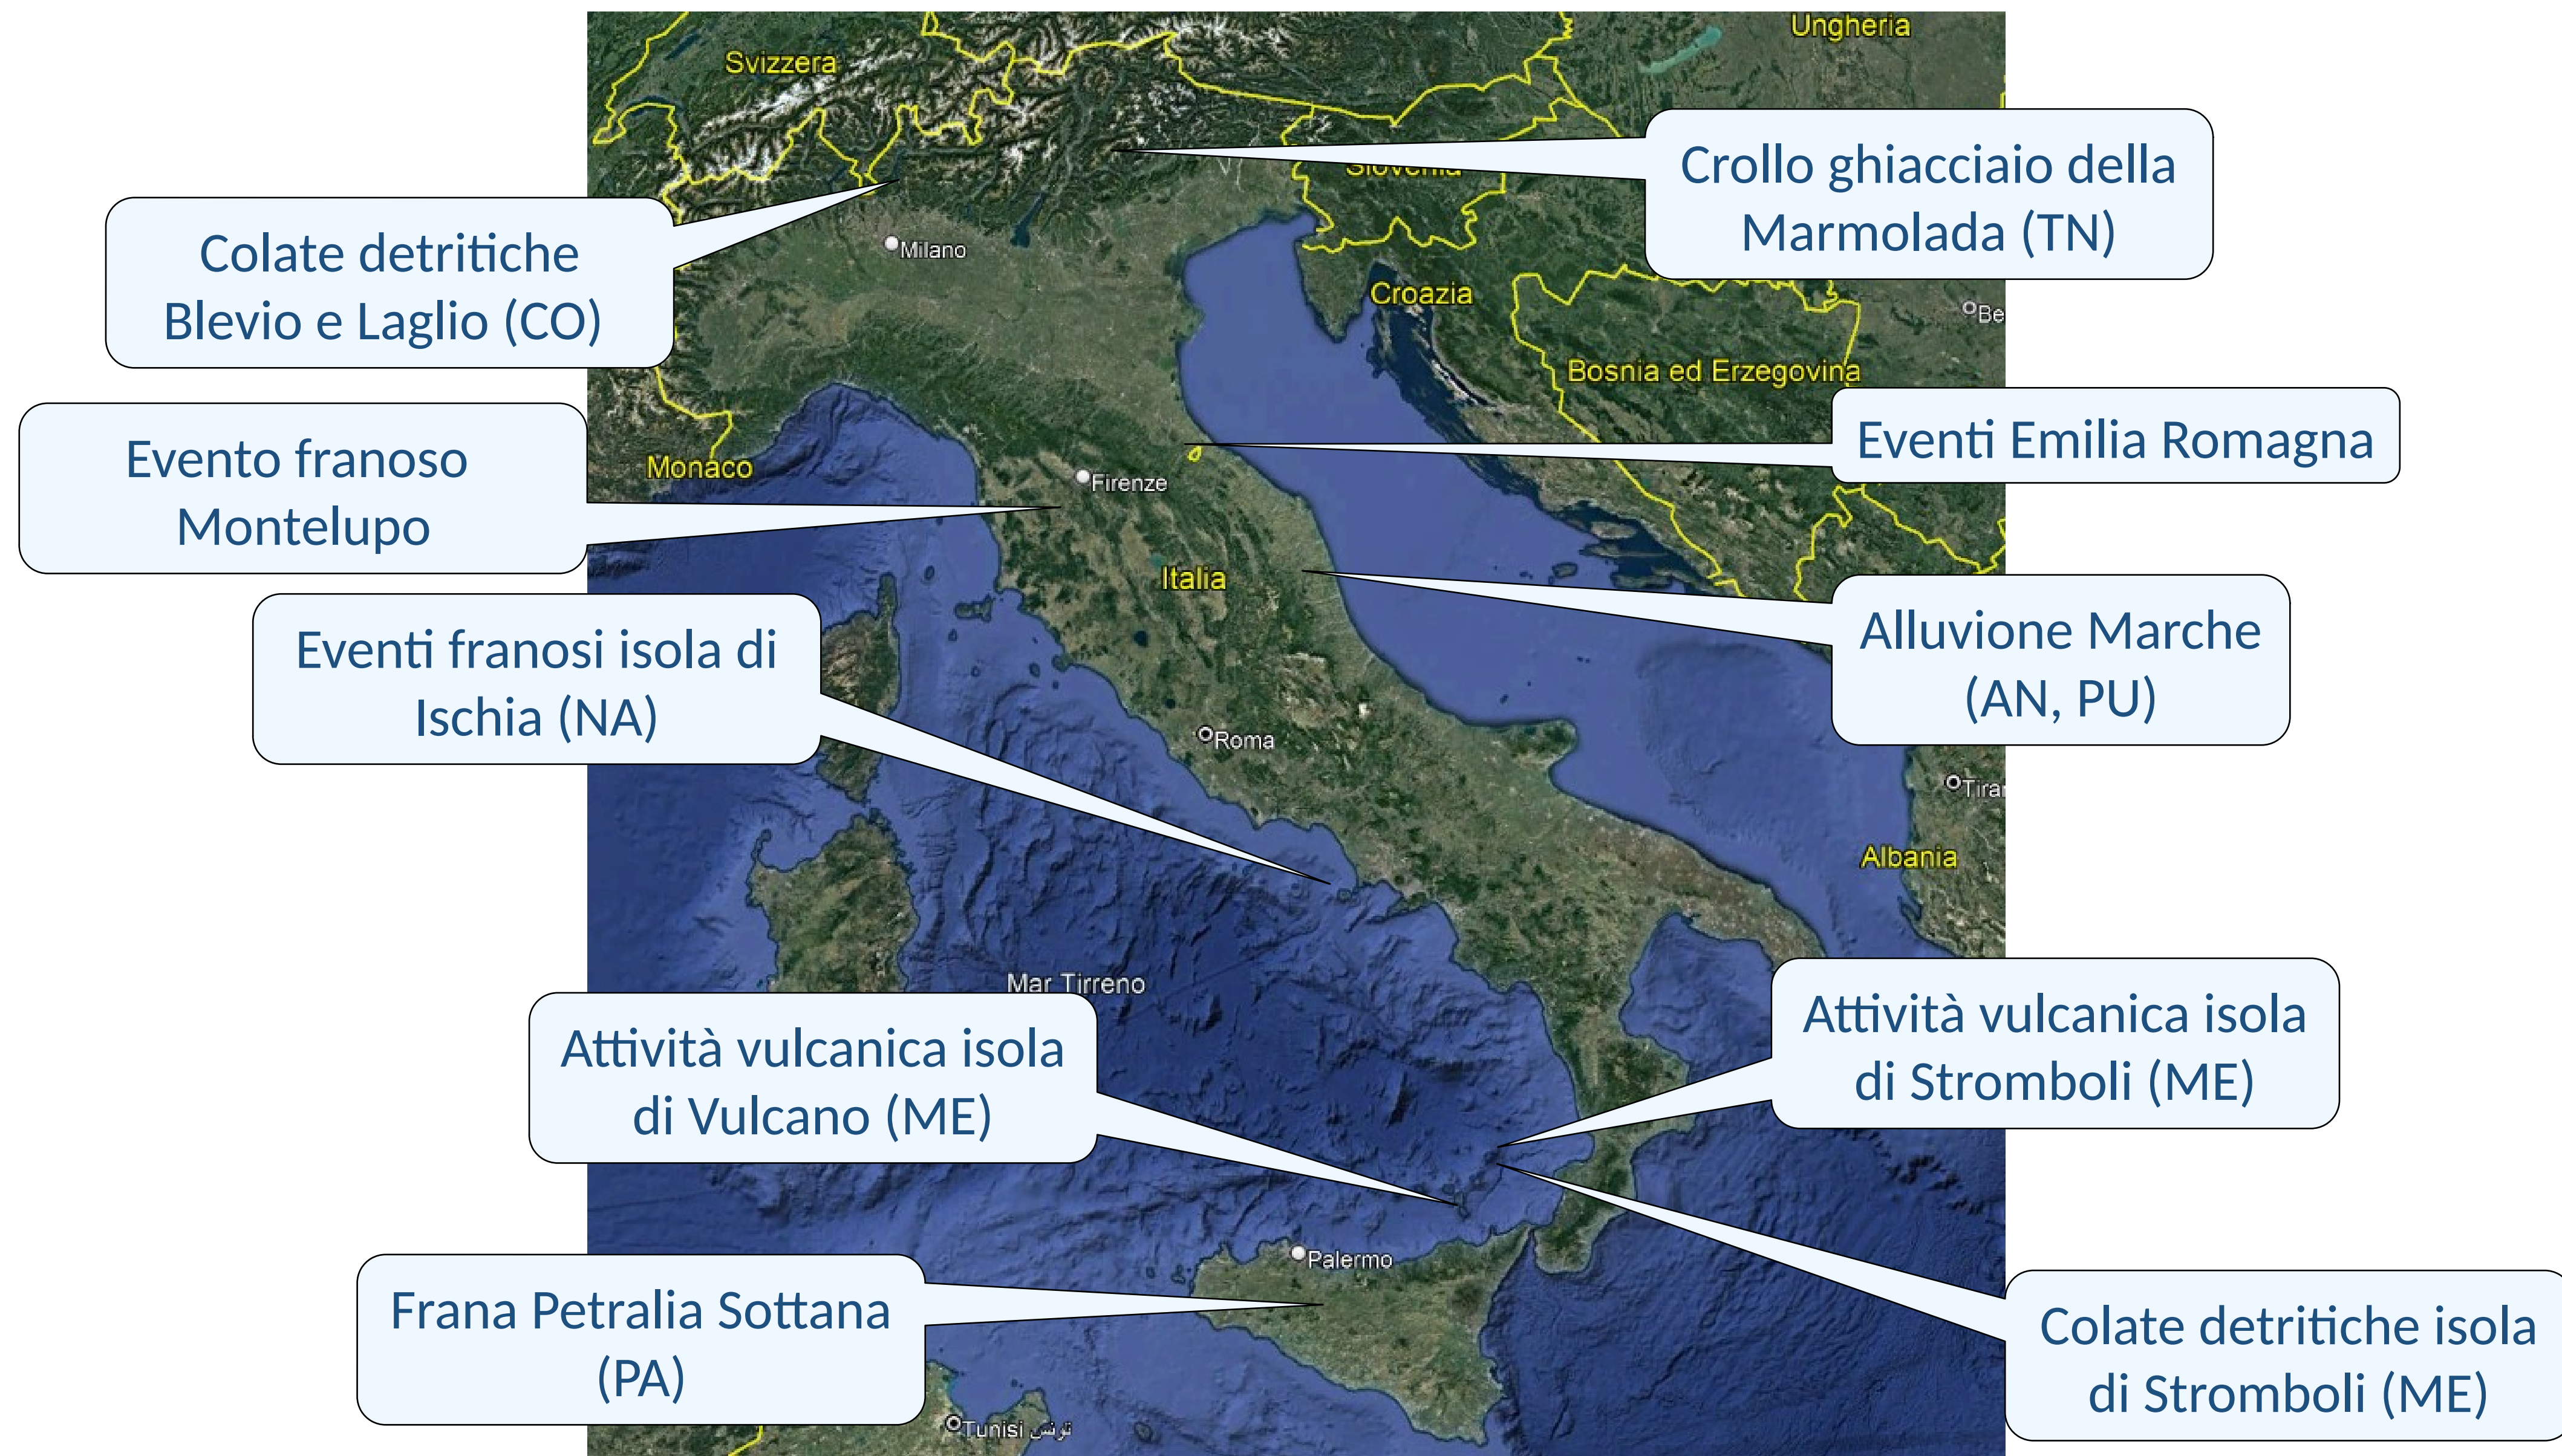 Ungheria
Svizzera
Crollo ghiacciaio della
Marmolada (TN)
Slovenia
Colate detritiche
Blevio e Laglio (CO)
Milano
Croazia
Be
Bosnia ed Erzegovina
Eventi Emilia Romagna
Evento franoso
Montelupo
Monaco
Firenze
Italia
Alluvione Marche
(AN, PU)
Eventi franosi isola di
Ischia (NA)
Roma
Tirar
Albania
Mar Tirreno
Attività vulcanica isola
di Stromboli (ME)
Attività vulcanica isola
di Vulcano (ME)
Palermo
Frana Petralia Sottana
(PA)
Colate detritiche isola
di Stromboli (ME)
Tunisi تونس